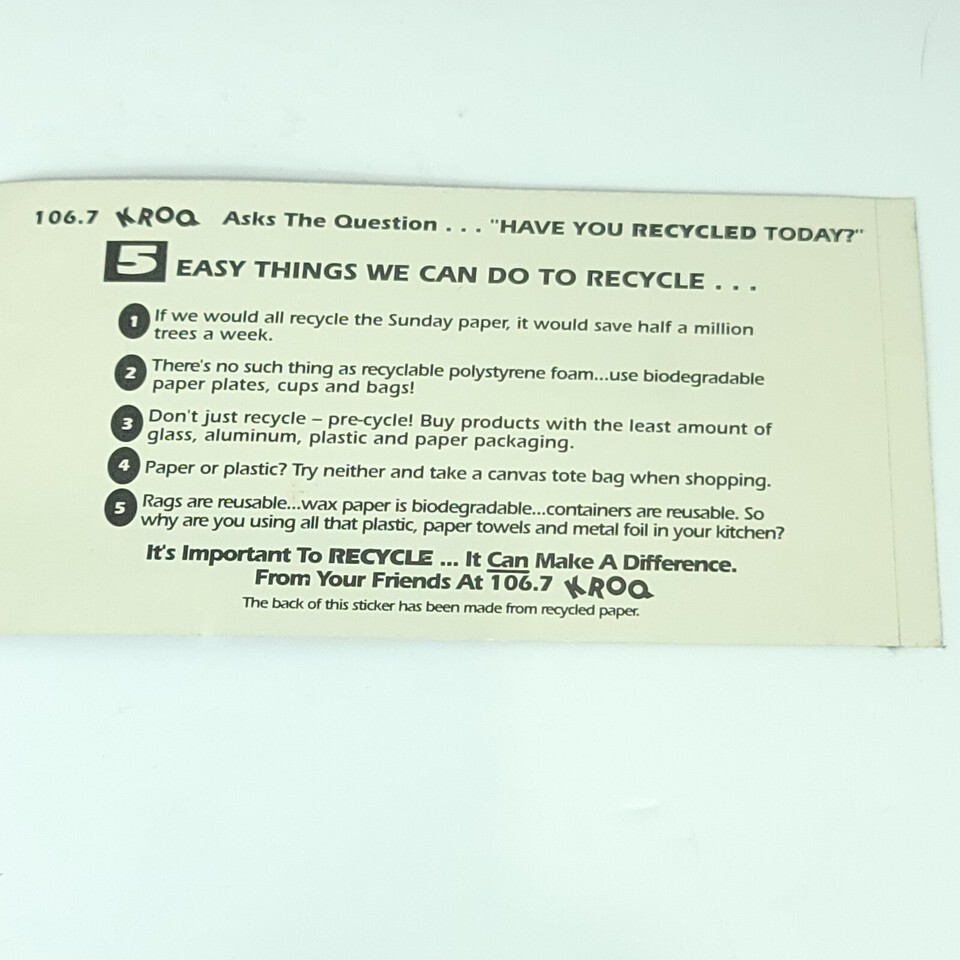 106.7 KROQ Asks The Question . . . "HAVE YOU RECYCLED TODAY?"
5 EASY THINGS WE CAN DO TO RECYCLE . . .
1 If we would all recycle the Sunday paper, it would save half a million
trees a week.
2 There's no such thing as recyclable polystyrene foam...use biodegradable
paper plates, cups and bags!
3 Don't just recycle – pre-cycle! Buy products with the least amount of
glass, aluminum, plastic and paper packaging.
4 Paper or plastic? Try neither and take a canvas tote bag when shopping.
5 Rags are reusable...wax paper is biodegradable...containers are reusable. So
why are you using all that plastic, paper towels and metal foil in your kitchen?
It's Important To RECYCLE ... It Can Make A Difference.
From Your Friends At 106.7 KROQ
The back of this sticker has been made from recycled paper.